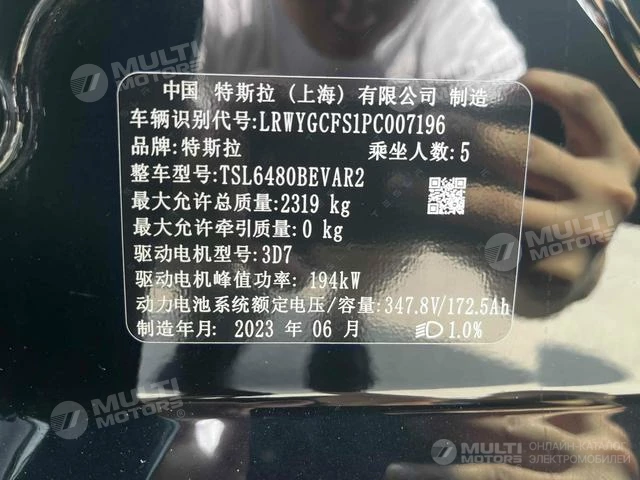 中国 特斯拉（上海）有限公司 制造
车辆识别代号:LRWYGCFS1PC007196
品牌:特斯拉 乘坐人数:5
整车型号:TSL6480BEVAR2
最大允许总质量:2319 kg
最大允许牵引质量:0 kg
驱动电机型号:3D7
驱动电机峰值功率: 194kW
动力电池系统额定电压/容量:347.8V/172.5Ah
制造年月: 2023 年 06 月 1.0%
MULTI MOTORS
MULTI MOTORS
MULTI MOTORS
MULTI MOTORS
MULTI MOTORS ОНЛАЙН-КАТАЛОГ ЭЛЕКТРОМОБИЛЕЙ